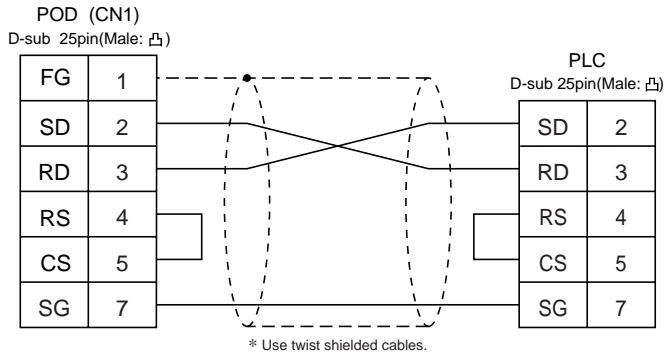 POD (CN1)
D-sub 25pin(Male: 凸)
FG 1
SD 2
RD 3
RS 4
CS 5
SG 7
PLC
D-sub 25pin(Male: 凸)
SD 2
RD 3
RS 4
CS 5
SG 7
* Use twist shielded cables.